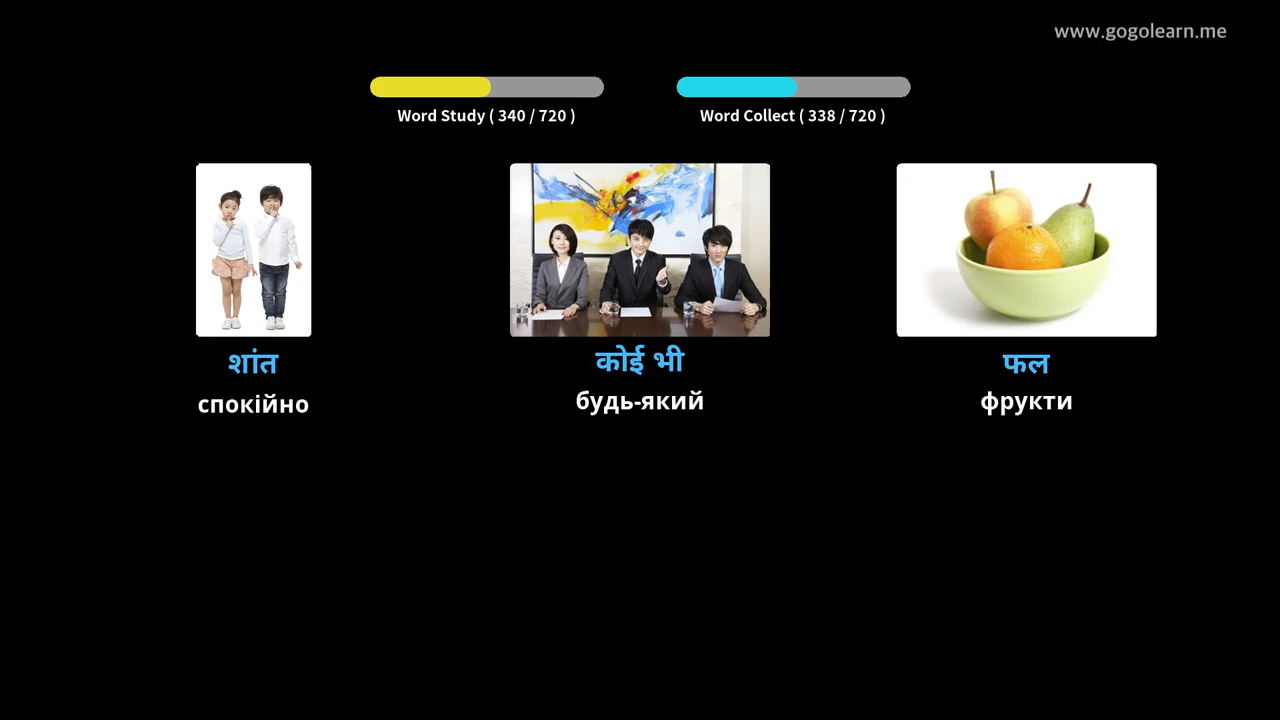 www.gogolearn.me
Word Study ( 340 / 720 )
Word Collect ( 338 / 720 )
शांत
कोई भी
फल
спокійно
будь-який
фрукти